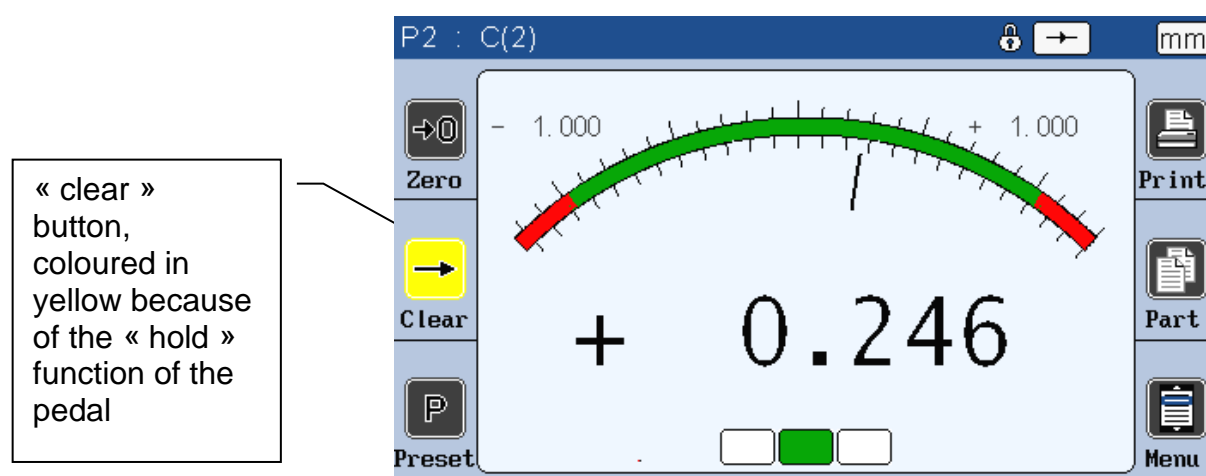 P2 : C(2)
mm
→0
Zero
- 1.000
+ 1.000
Print
« clear »
button,
coloured in
yellow because
of the « hold »
function of the
pedal
Clear
+ 0.246
Part
P
Preset
Menu